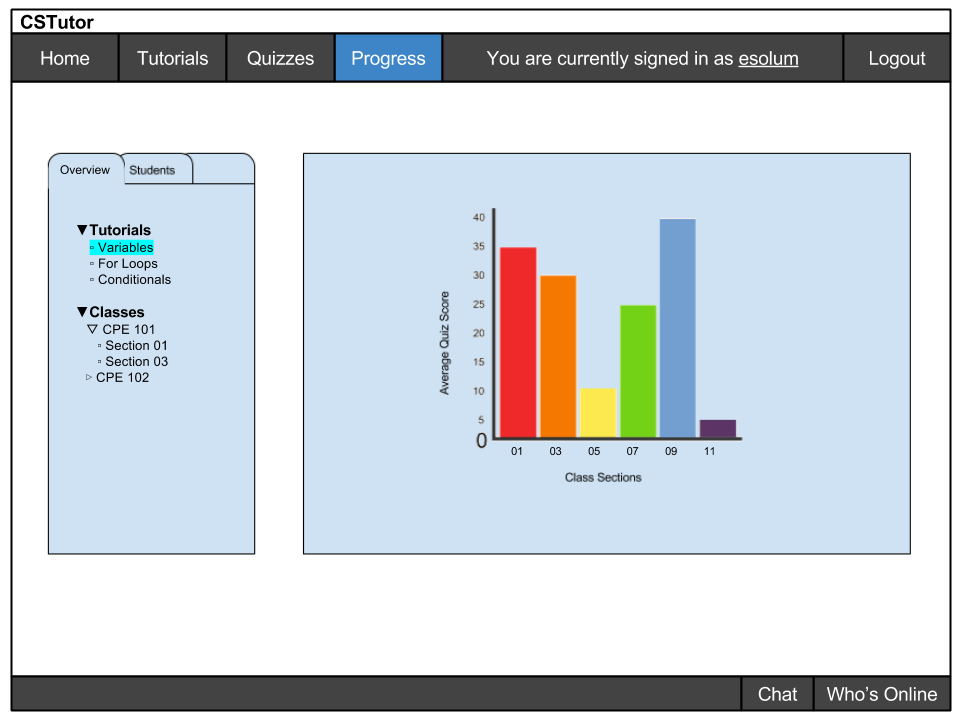 CSTutor
Home Tutorials Quizzes Progress You are currently signed in as esolum Logout
Overview Students
▼Tutorials
▫ Variables
▫ For Loops
▫ Conditionals
▼Classes
▽ CPE 101
▫ Section 01
▫ Section 03
▹ CPE 102
Average Quiz Score
40
35
30
25
20
15
10
5
0
01 03 05 07 09 11
Class Sections
Chat Who's Online